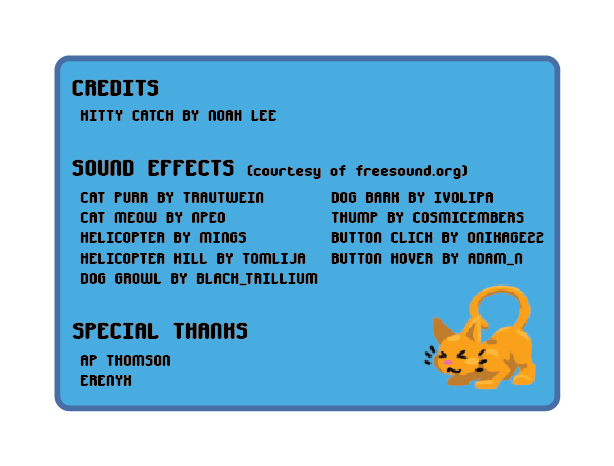 CREDITS
KITTY CATCH BY NOAH LEE
SOUND EFFECTS (courtesy of freesound.org)
CAT PURR BY TRAUTWEIN
DOG BARK BY IVOLIPA
CAT MEOW BY NPEO
THUMP BY COSMICEMBERS
HELICOPTER BY MINGS
BUTTON CLICK BY ONIKAGE22
HELICOPTER KILL BY TOMLIJA
BUTTON HOVER BY ADAM_N
DOG GROWL BY BLACK_TRILLIUM
SPECIAL THANKS
AP THOMSON
ERENYX